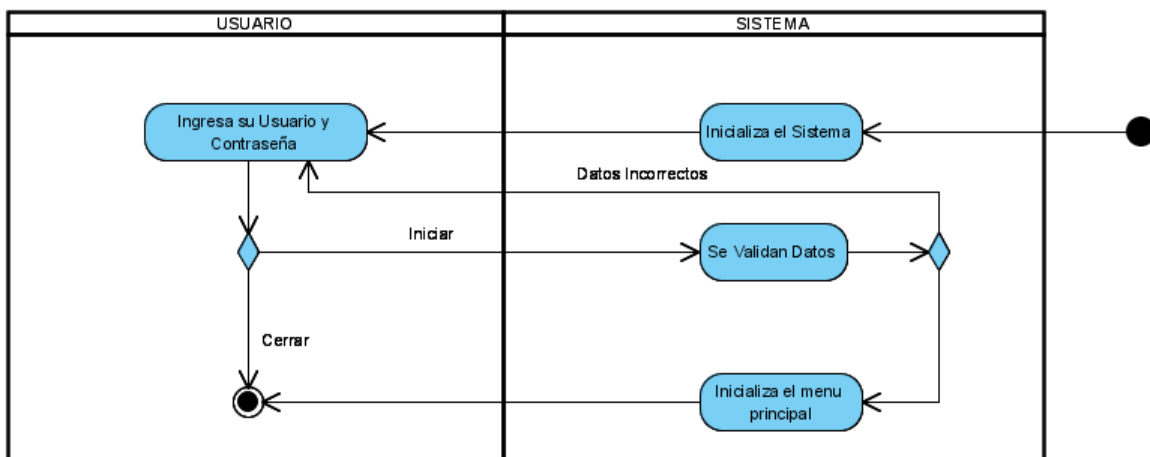 USUARIO
SISTEMA
Ingresa su Usuario y
Contraseña
Inicializa el Sistema
Datos Incorrectos
Iniciar
Se Validan Datos
Cerrar
Inicializa el menu
principal